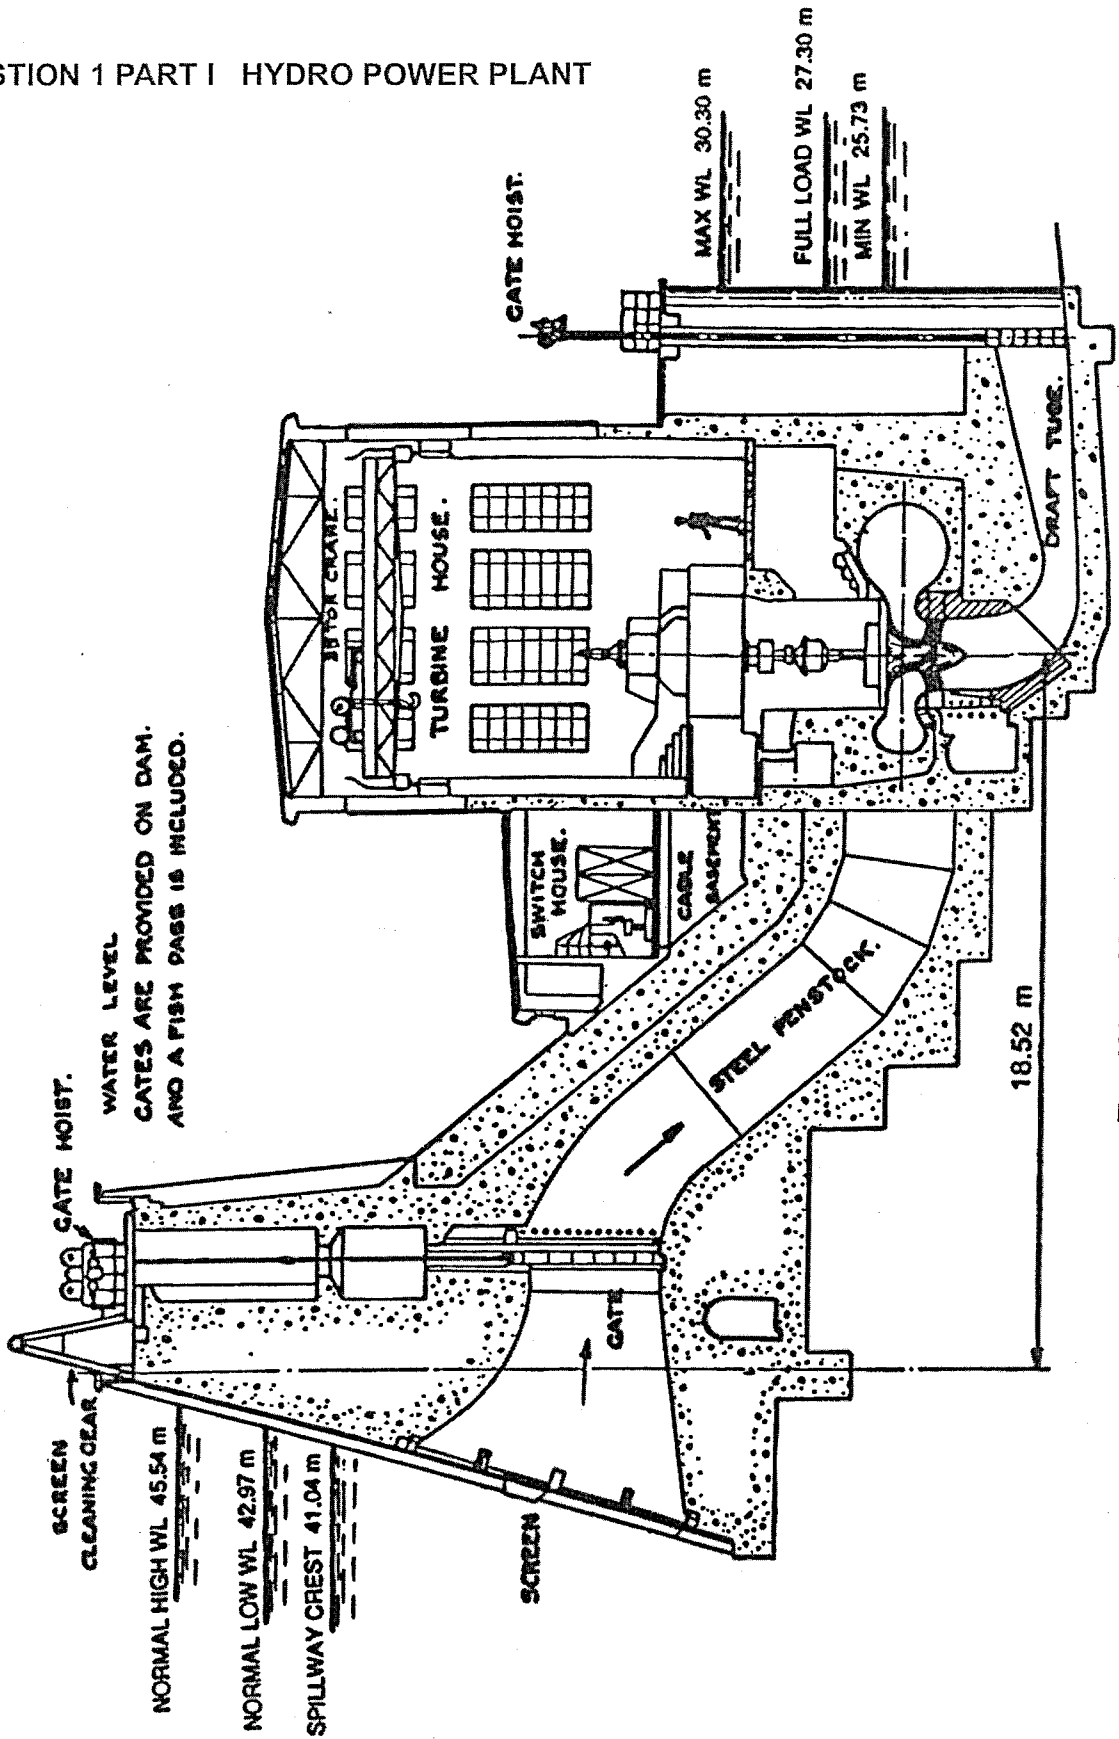 STION 1 PART I HYDRO POWER PLANT
SCREEN
CLEANING GEAR
GATE HOIST.
WATER LEVEL
GATES ARE PROVIDED ON DAM.
AND A FISH PASS IS INCLUDED.
NORMAL HIGH WL 45.54 m
NORMAL LOW WL 42.97 m
SPILLWAY CREST 41.04 m
SCREEN
GATE
STEEL PENSTOCK.
SWITCH
HOUSE.
CABLE
BASEMENT
CRANE.
TURBINE HOUSE.
GATE HOIST.
MAX WL 30.30 m
FULL LOAD WL 27.30 m
MIN WL 25.73 m
DRAFT TUBE.
18.52 m